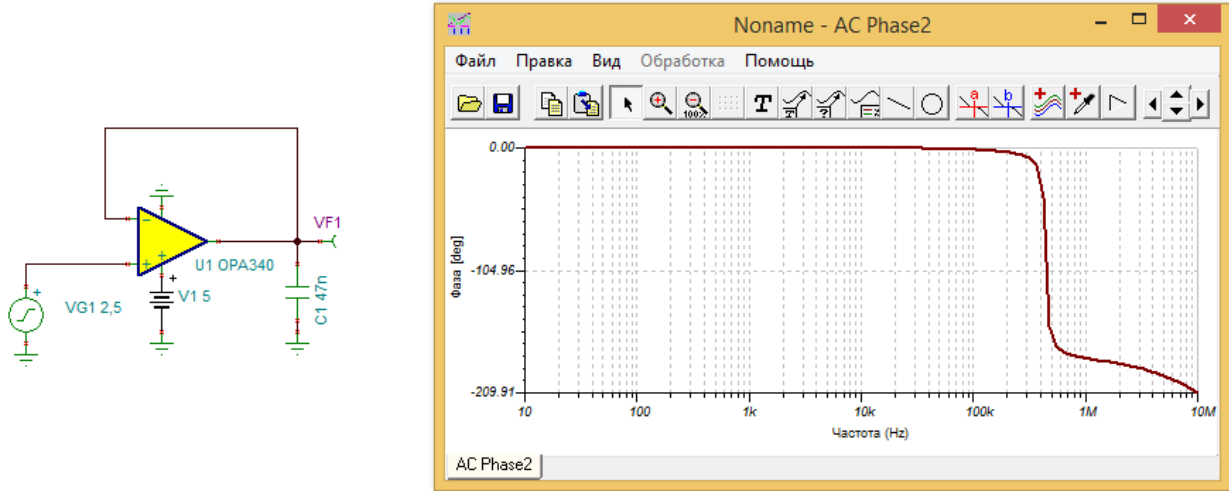 VF1
U1 OPA340
VG1 2,5
V1 5
C1 47n
Noname - AC Phase2
Файл Правка Вид Обработка Помощь
T
100%
T
?
a
b
0.00
-104.96
-209.91
Фаза [deg]
10 100 1k 10k 100k 1M 10M
Частота (Hz)
AC Phase2